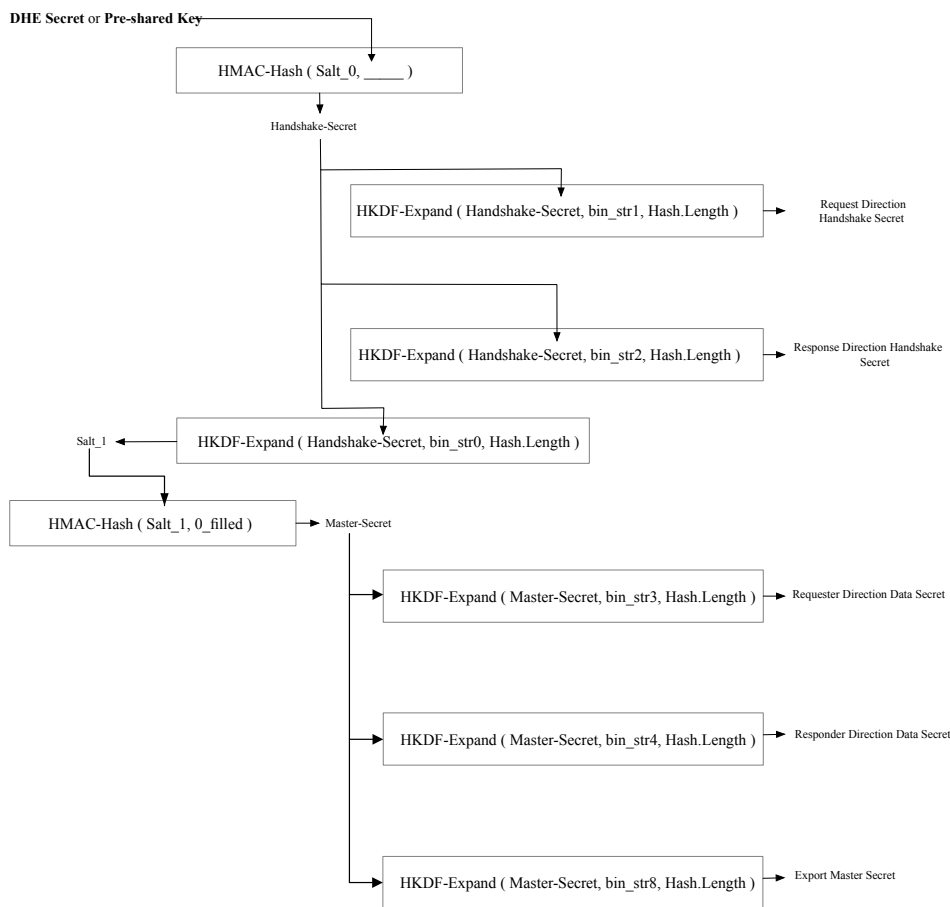 DHE Secret or Pre-shared Key
HMAC-Hash ( Salt_0, _____ )
Handshake-Secret
HKDF-Expand ( Handshake-Secret, bin_str1, Hash.Length )
Request Direction
Handshake Secret
HKDF-Expand ( Handshake-Secret, bin_str2, Hash.Length )
Response Direction Handshake
Secret
Salt_1
HKDF-Expand ( Handshake-Secret, bin_str0, Hash.Length )
HMAC-Hash ( Salt_1, 0_filled )
Master-Secret
HKDF-Expand ( Master-Secret, bin_str3, Hash.Length )
Requester Direction Data Secret
HKDF-Expand ( Master-Secret, bin_str4, Hash.Length )
Responder Direction Data Secret
HKDF-Expand ( Master-Secret, bin_str8, Hash.Length )
Export Master Secret